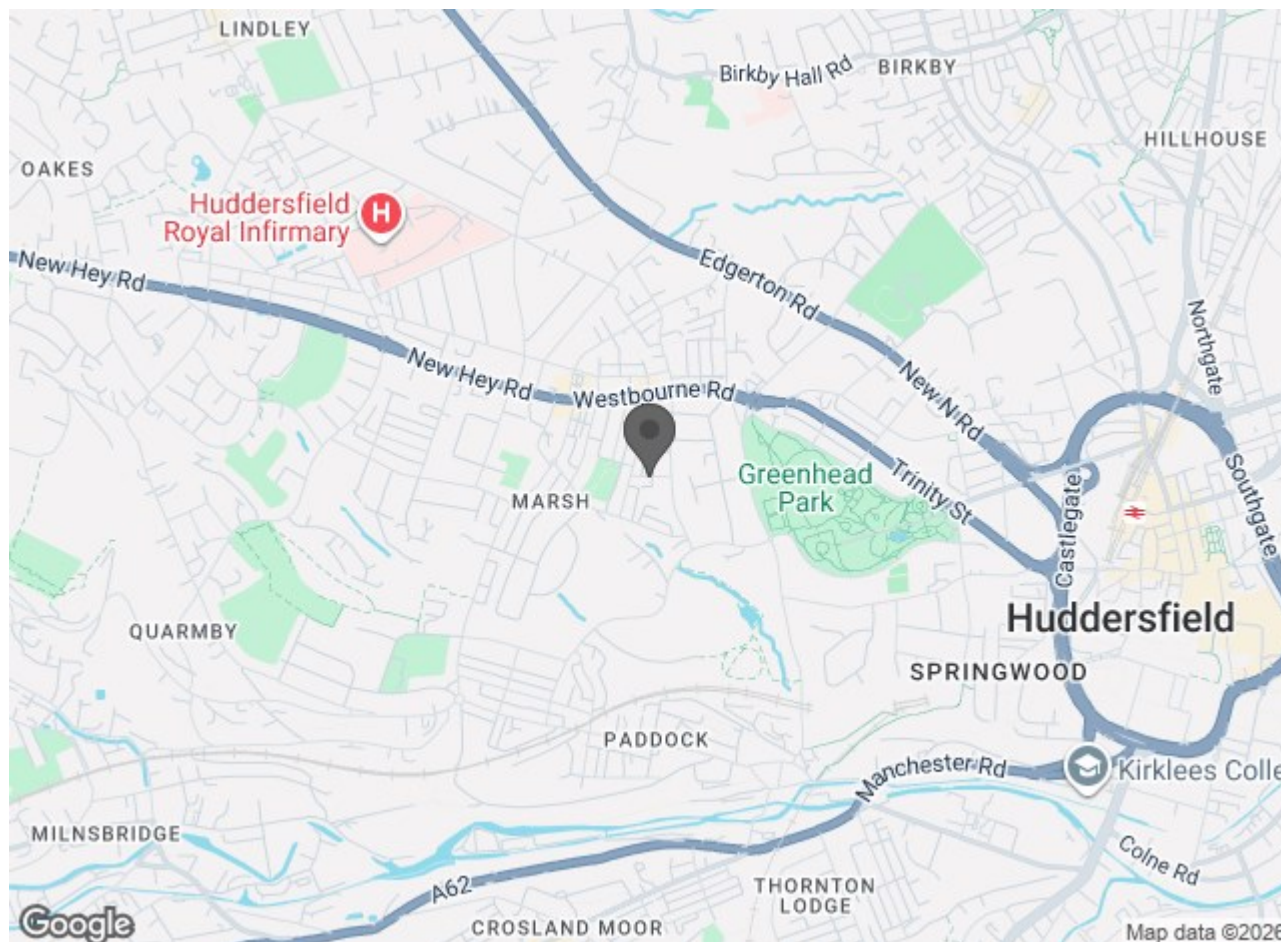 LINDLEY
Birkby Hall Rd
BIRKBY
HILLHOUSE
OAKES
Huddersfield
Royal Infirmary
H
New Hey Rd
Edgerton Rd
Northgate
New Hey Rd
Westbourne Rd
New N Rd
Greenhead
Park
Trinity St
Southgate
MARSH
Castlegate
Huddersfield
QUARMBY
SPRINGWOOD
PADDOCK
Manchester Rd
Kirklees Colle
MILNSBRIDGE
Colne Rd
A62
THORNTON
LODGE
CROSLAND MOOR
Google
Map data ©2026